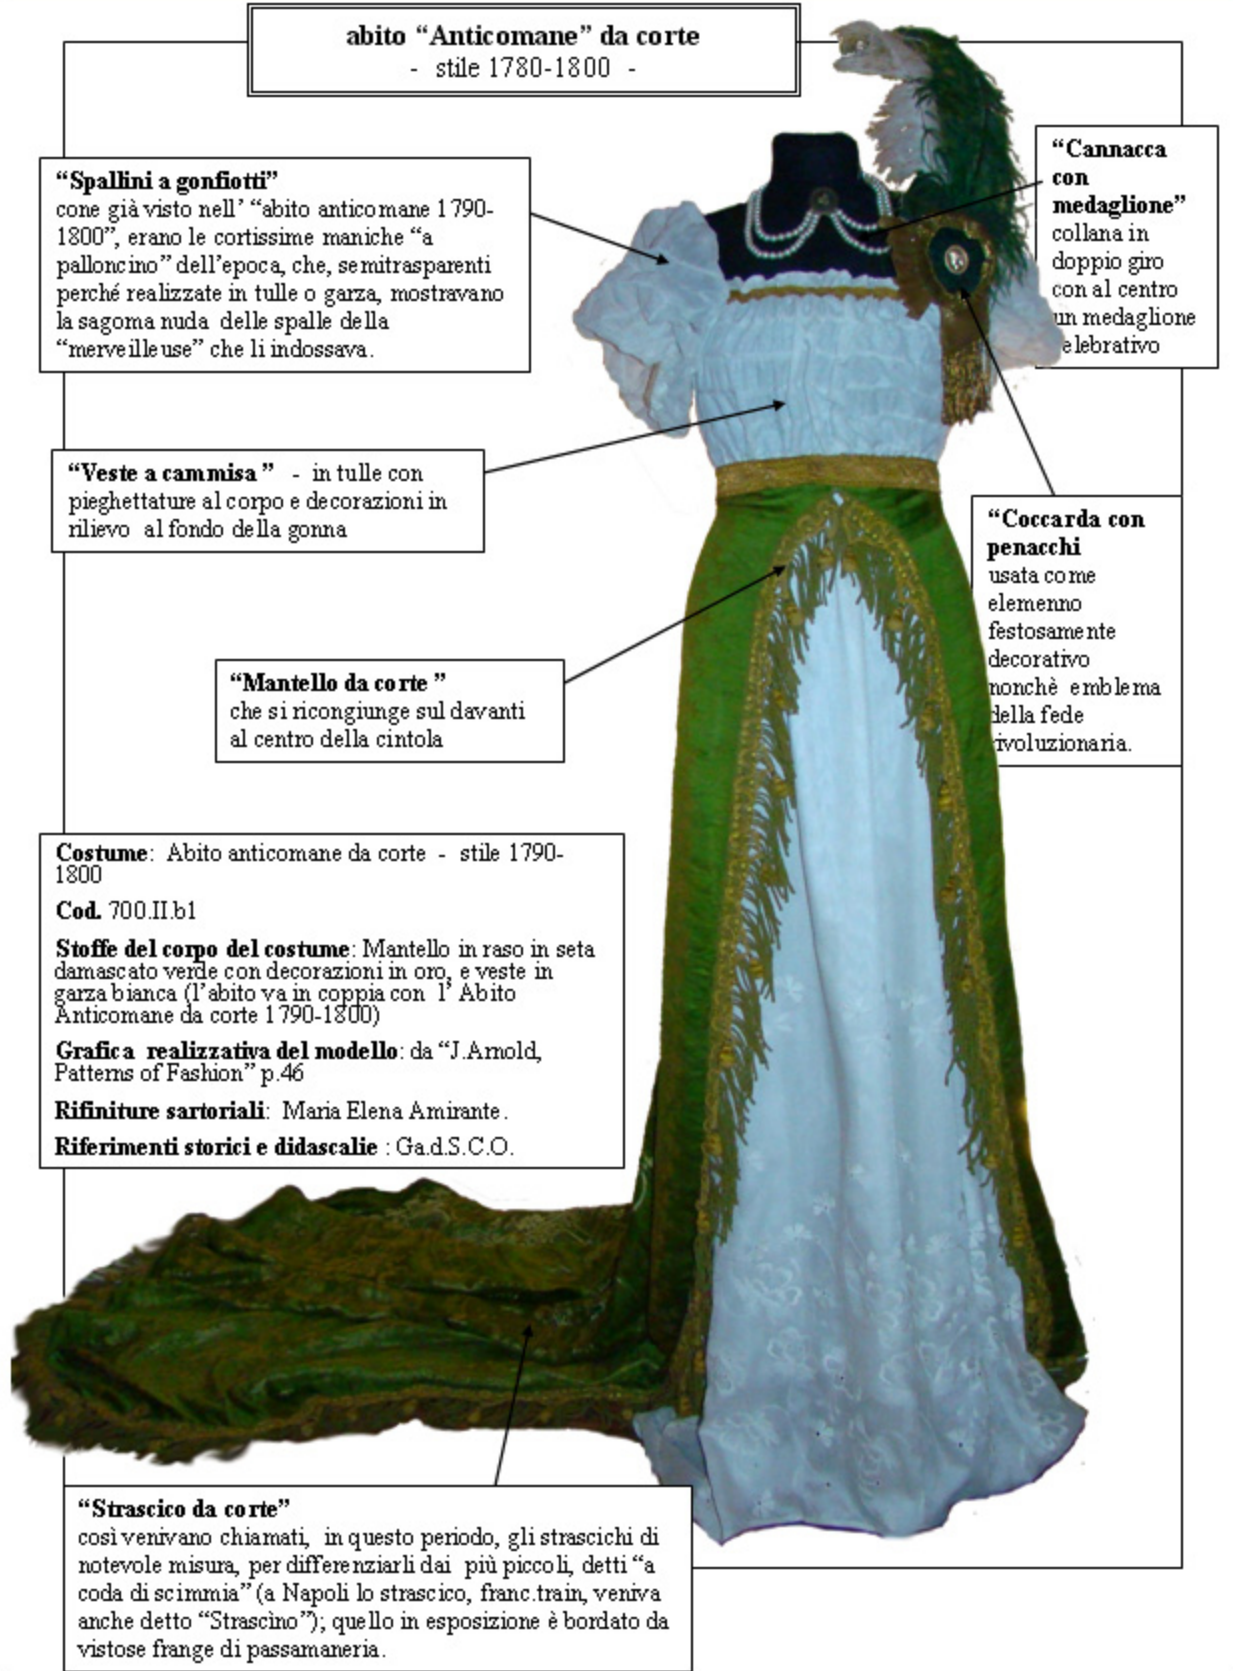 abito “Anticomane” da corte
- stile 1780-1800 -
“Spallini a gonfiotti”
cone già visto nell’ “abito anticomane 1790-
1800”, erano le cortissime maniche “a
palloncino” dell’epoca, che, semitrasparenti
perché realizzate in tulle o garza, mostravano
la sagoma nuda delle spalle della
“merveilleuse” che li indossava.
“Cannacca
con
medaglione”
collana in
doppio giro
con al centro
un medaglione
elebrativo
“Veste a cammisa ” - in tulle con
pieghettature al corpo e decorazioni in
rilievo al fondo della gonna
“Coccarda con
penacchi
usata come
elemenno
festosamente
decorativo
nonchè emblema
della fede
ivoluzionaria.
“Mantello da corte ”
che si ricongiunge sul davanti
al centro della cintola
Costume: Abito anticomane da corte - stile 1790-
1800
Cod. 700.II.b1
Stoffe del corpo del costume: Mantello in raso in seta
damascato verde con decorazioni in oro, e veste in
garza bianca (l’abito va in coppia con l’ Abito
Anticomane da corte 1790-1800)
Grafica realizzativa del modello: da “J.Arnold,
Patterns of Fashion” p.46
Rifiniture sartoriali: Maria Elena Amirante.
Riferimenti storici e didascalie : Ga.d.S.C.O.
“Strascico da corte”
così venivano chiamati, in questo periodo, gli strascichi di
notevole misura, per differenziarli dai più piccoli, detti “a
coda di scimmia” (a Napoli lo strascico, franc.train, veniva
anche detto “Strascìno”); quello in esposizione è bordato da
vistose frange di passamaneria.